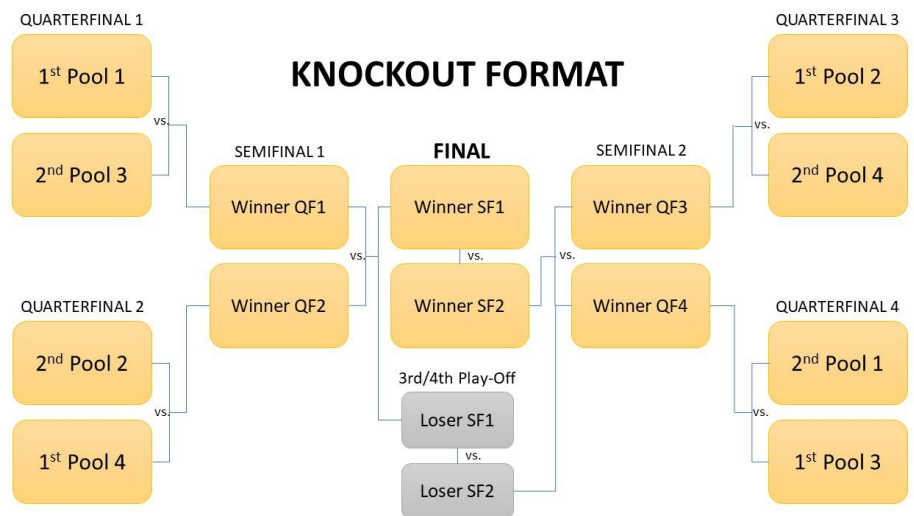 KNOCKOUT FORMAT
QUARTERFINAL 1
1st Pool 1
vs.
2nd Pool 3
QUARTERFINAL 2
2nd Pool 2
vs.
1st Pool 4
SEMIFINAL 1
Winner QF1
vs.
Winner QF2
FINAL
Winner SF1
vs.
Winner SF2
3rd/4th Play-Off
Loser SF1
vs.
Loser SF2
SEMIFINAL 2
Winner QF3
vs.
Winner QF4
QUARTERFINAL 3
1st Pool 2
vs.
2nd Pool 4
QUARTERFINAL 4
2nd Pool 1
vs.
1st Pool 3